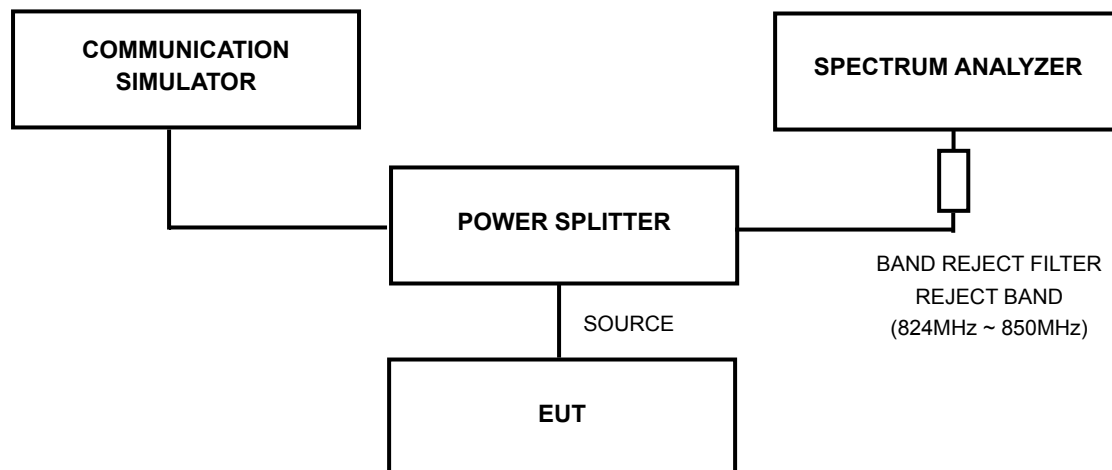 COMMUNICATION
SIMULATOR
SPECTRUM ANALYZER
POWER SPLITTER
BAND REJECT FILTER
REJECT BAND
(824MHz ~ 850MHz)
SOURCE
EUT